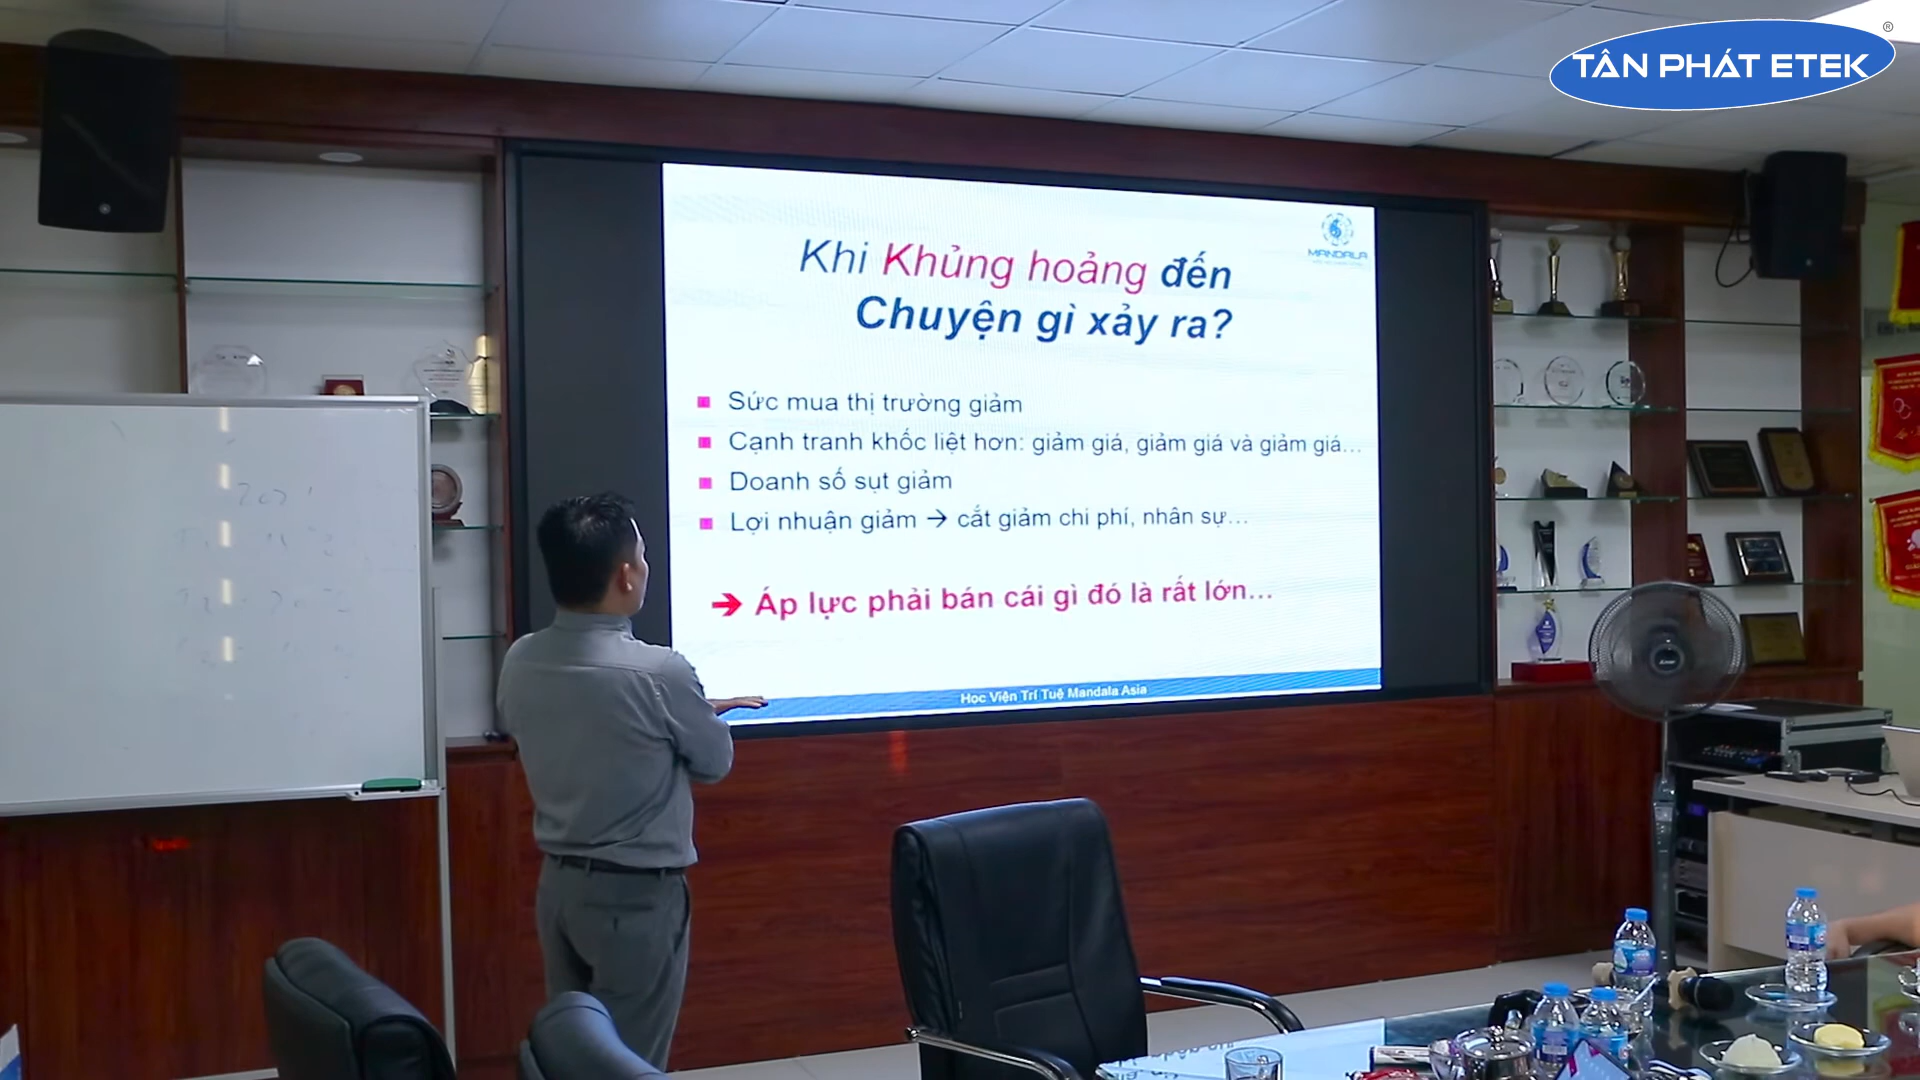 TÂN PHÁT ETEK
®
MANDALA
Khi Khủng hoảng đến
Chuyện gì xảy ra?
Sức mua thị trường giảm
Cạnh tranh khốc liệt hơn: giảm giá, giảm giá và giảm giá...
Doanh số sụt giảm
Lợi nhuận giảm → cắt giảm chi phí, nhân sự...
➔ Áp lực phải bán cái gì đó là rất lớn...
Học Viện Trí Tuệ Mandala Asia